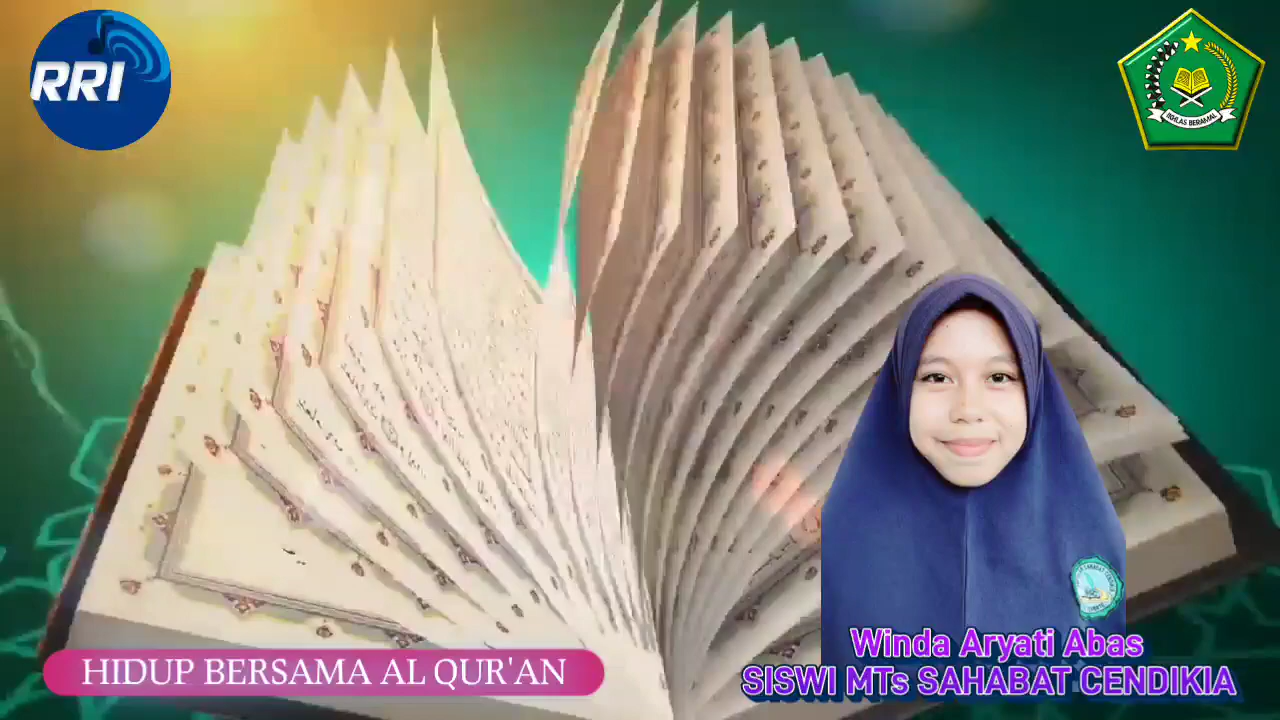 RRI
IKHLAS BERAMAL
HIDUP BERSAMA AL QUR'AN
Winda Aryati Abas
SISWI MTs SAHABAT CENDIKIA